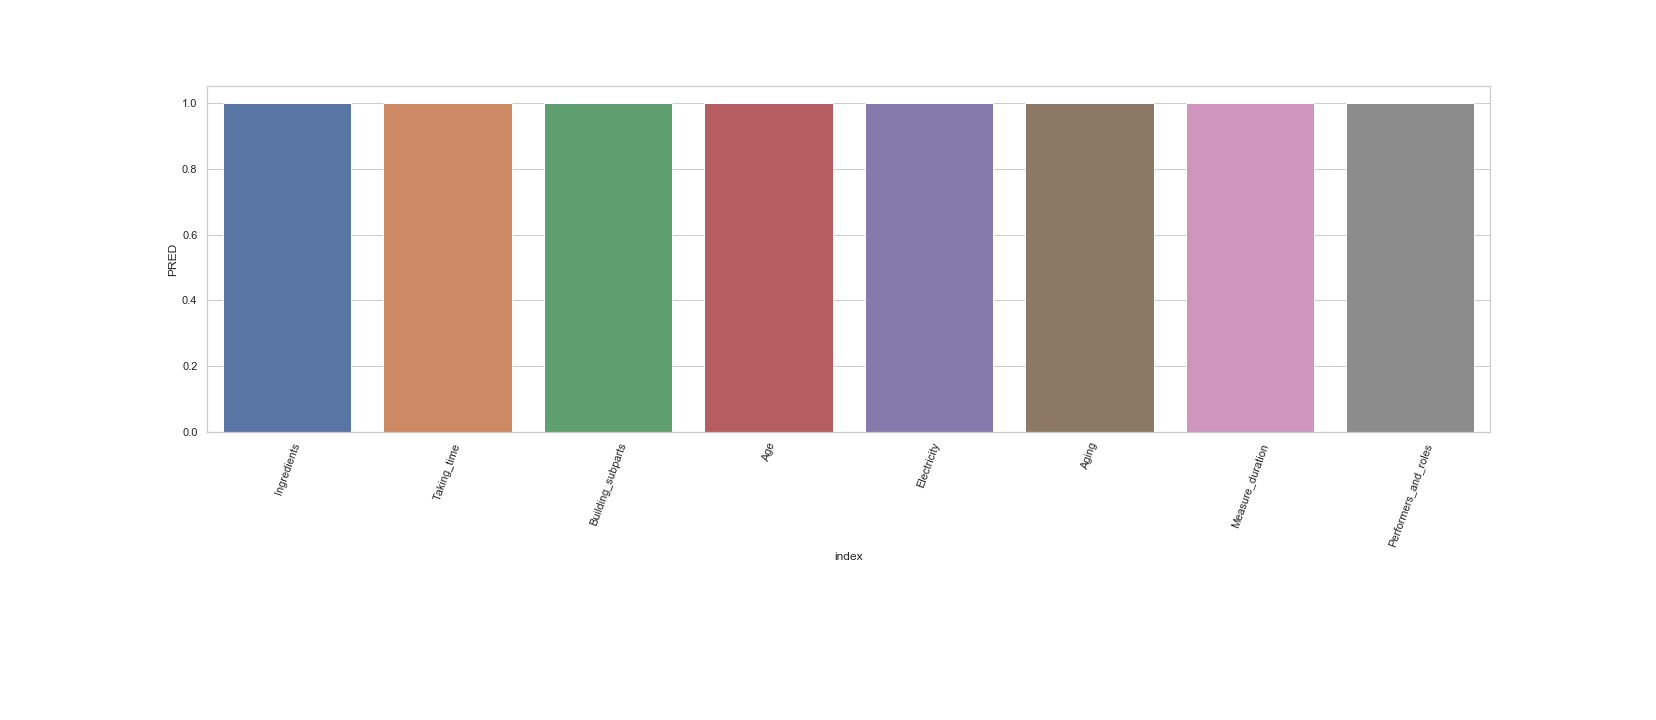 1.0
0.8
0.6
0.4
0.2
0.0
PRED
Ingredients
Taking_time
Building_subparts
Age
Electricity
Aging
Measure_duration
Performers_and_roles
index